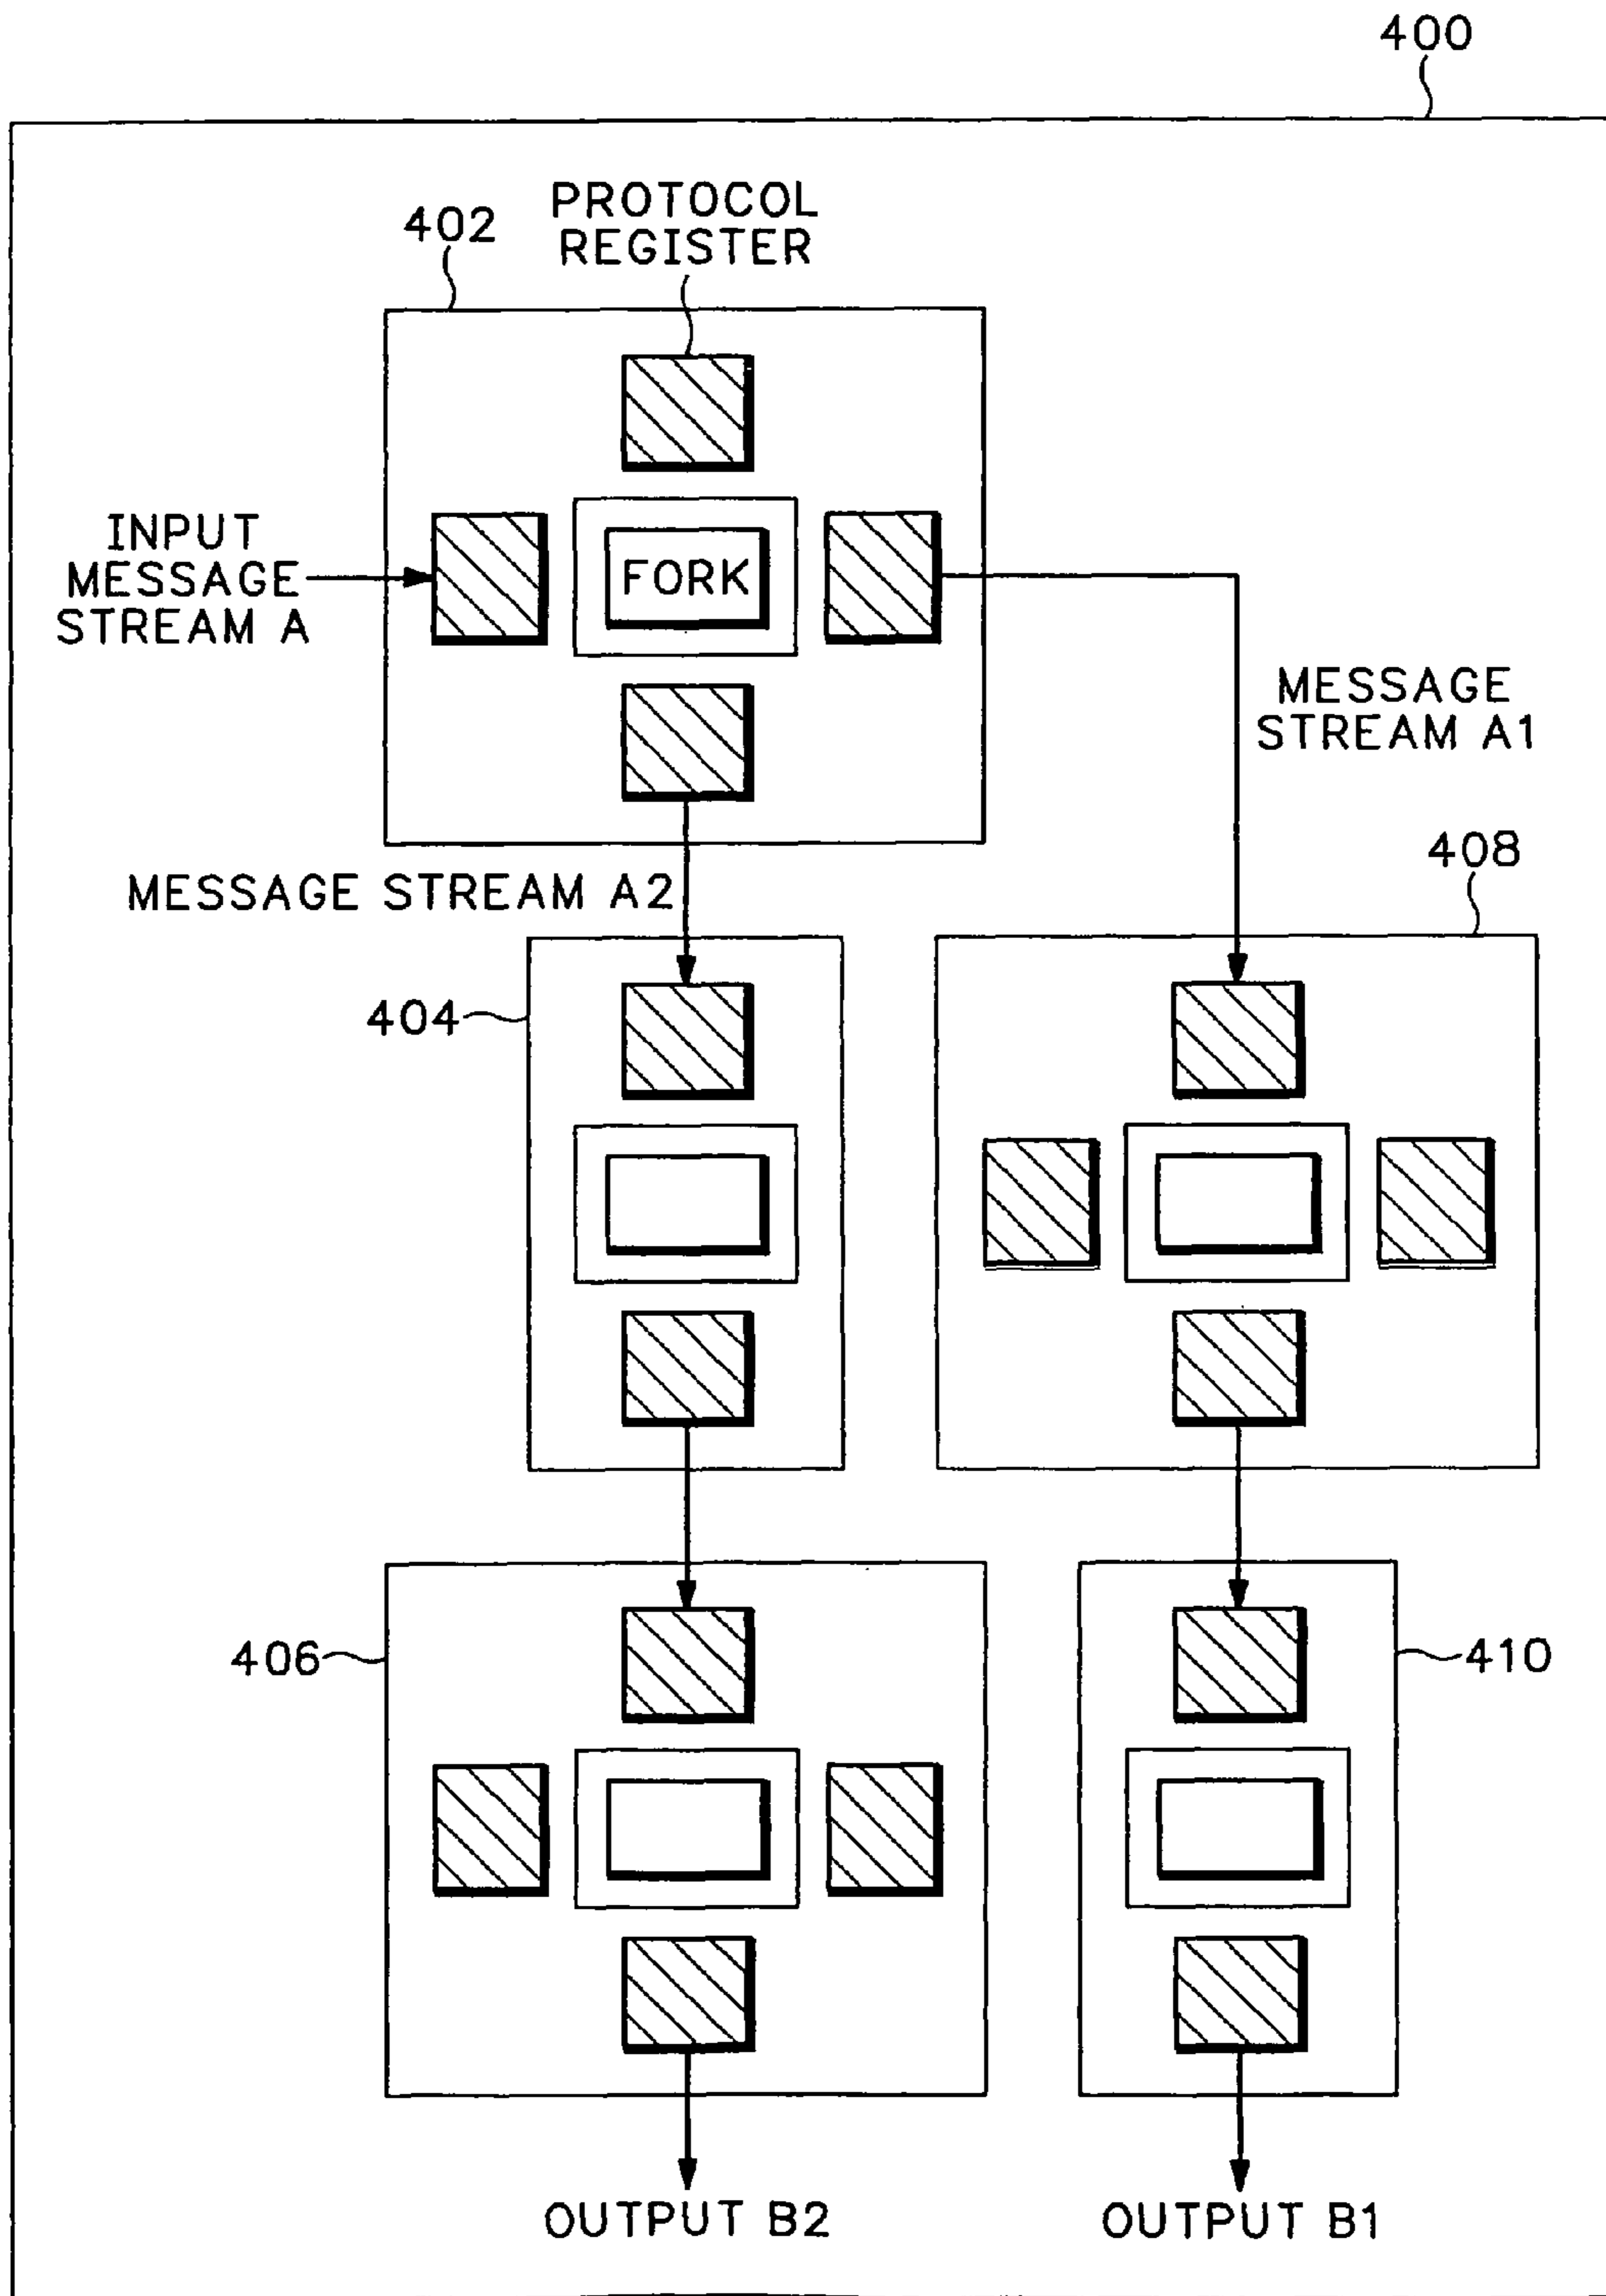 400
402
PROTOCOL
REGISTER
INPUT
MESSAGE
STREAM A
FORK
MESSAGE
STREAM A1
MESSAGE STREAM A2
408
404
406
410
OUTPUT B2
OUTPUT B1